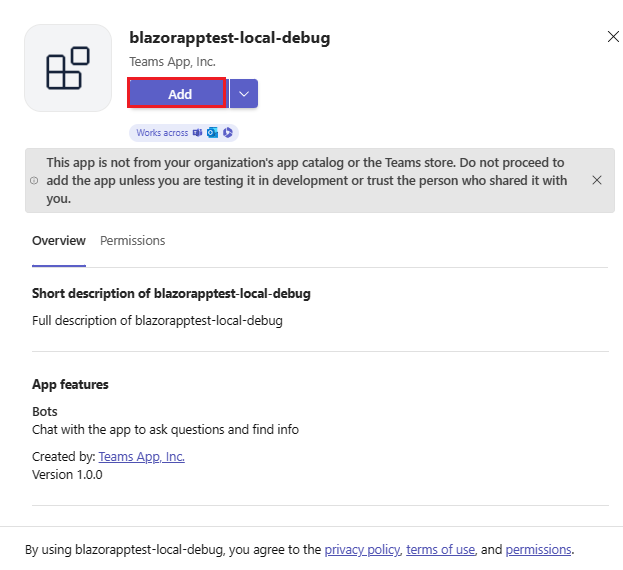 blazorapptest-local-debug
Teams App, Inc.
Add
Works across
This app is not from your organization's app catalog or the Teams store. Do not proceed to
add the app unless you are testing it in development or trust the person who shared it with
you.
Overview Permissions
Short description of blazorapptest-local-debug
Full description of blazorapptest-local-debug
App features
Bots
Chat with the app to ask questions and find info
Created by: Teams App, Inc.
Version 1.0.0
By using blazorapptest-local-debug, you agree to the privacy policy, terms of use, and permissions.